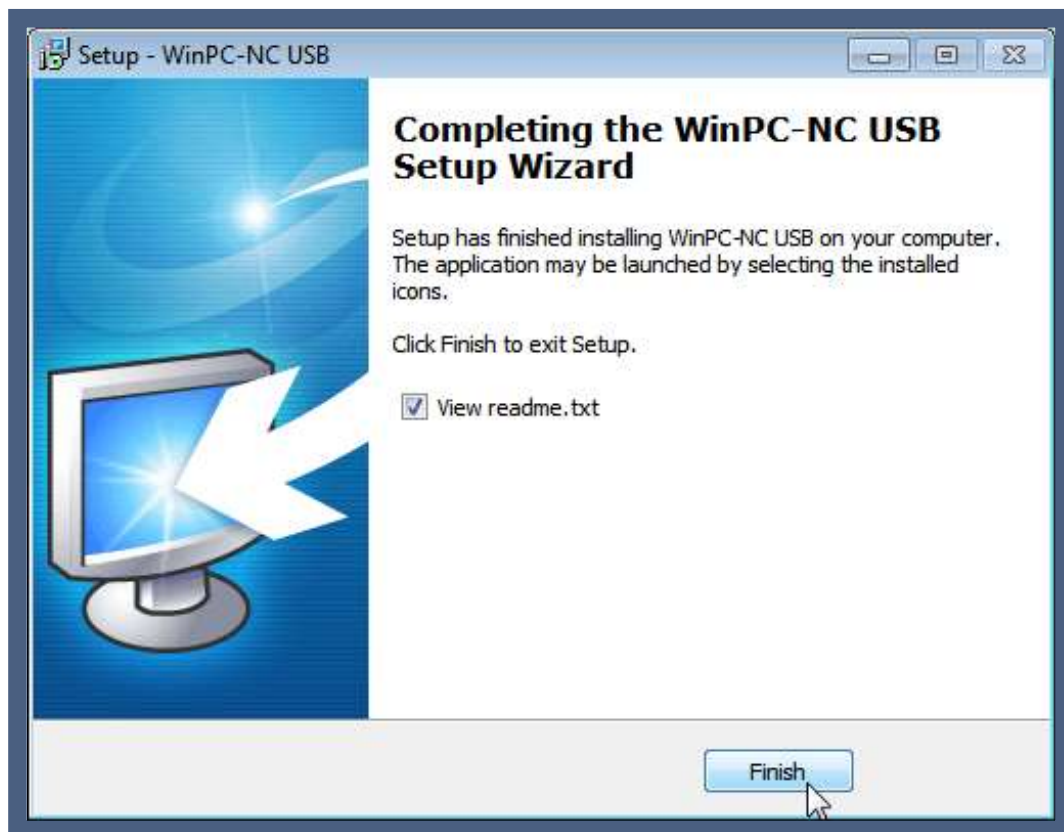 Setup - WinPC-NC USB
Completing the WinPC-NC USB
Setup Wizard
Setup has finished installing WinPC-NC USB on your computer.
The application may be launched by selecting the installed
icons.
Click Finish to exit Setup.
View readme.txt
Finish